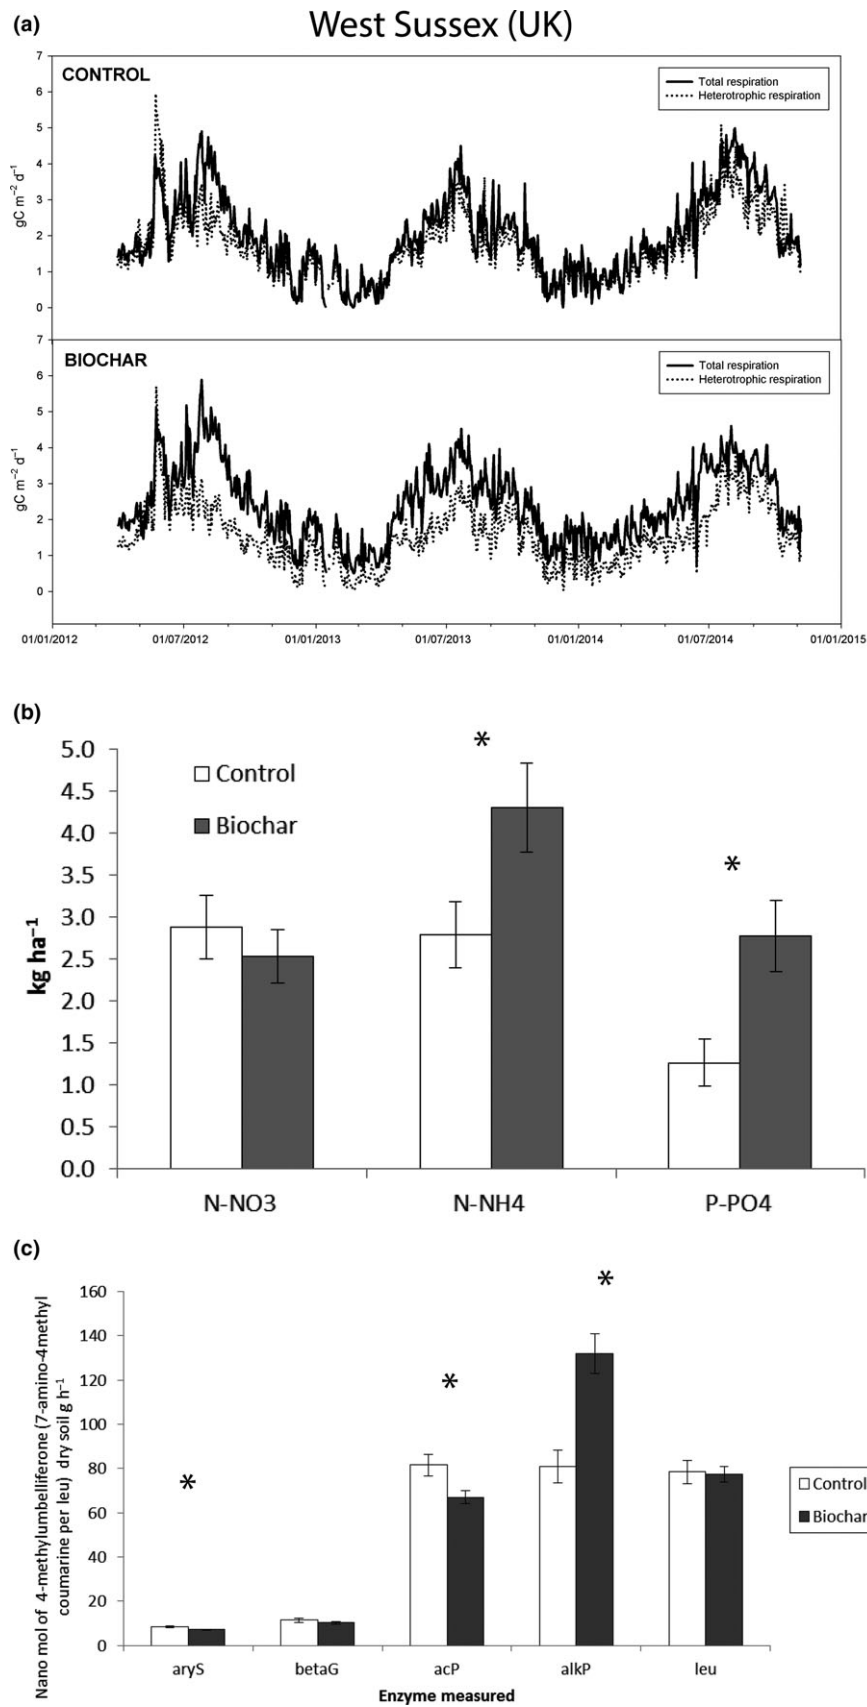 (a)
West Sussex (UK)
7
6
5
4
3
2
1
0
gC m⁻² d⁻¹
CONTROL
Total respiration
Heterotrophic respiration
7
6
5
4
3
2
1
0
gC m⁻² d⁻¹
BIOCHAR
Total respiration
Heterotrophic respiration
01/01/2012 01/07/2012 01/01/2013 01/07/2013 01/01/2014 01/07/2014 01/01/2015
(b)
kg ha⁻¹
5.0
4.5
4.0
3.5
3.0
2.5
2.0
1.5
1.0
0.5
0.0
Control
Biochar
*
*
N-NO3 N-NH4 P-PO4
(c)
Nano mol of 4-methylumbelliferone (7-amino-4methyl
coumarine per leu) dry soil g h⁻¹
160
140
120
100
80
60
40
20
0
*
*
*
Control
Biochar
aryS betaG acP alkP leu
Enzyme measured